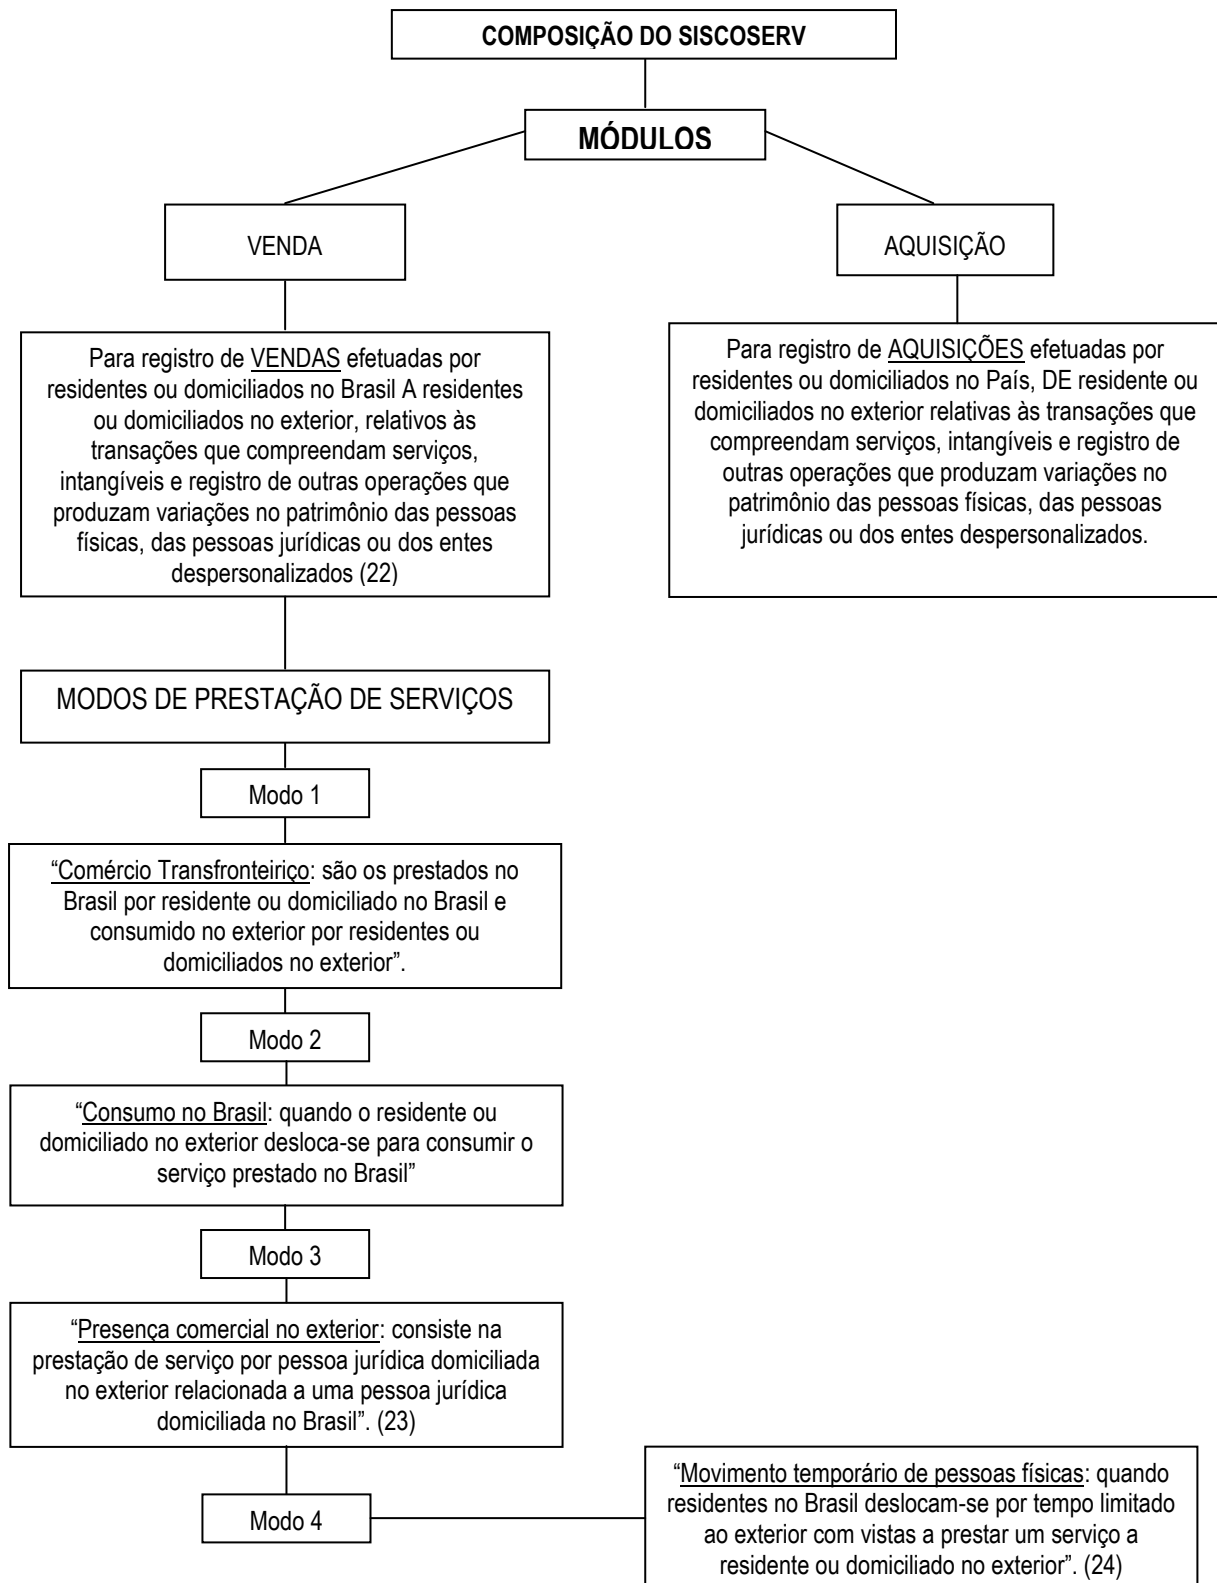 COMPOSIÇÃO DO SISCOSERV
MÓDULOS
VENDA
AQUISIÇÃO
Para registro de VENDAS efetuadas por
residentes ou domiciliados no Brasil A residentes
ou domiciliados no exterior, relativos às
transações que compreendam serviços,
intangíveis e registro de outras operações que
produzam variações no patrimônio das pessoas
físicas, das pessoas jurídicas ou dos entes
despersonalizados (22)
Para registro de AQUISIÇÕES efetuadas por
residentes ou domiciliados no País, DE residente ou
domiciliados no exterior relativas às transações que
compreendam serviços, intangíveis e registro de
outras operações que produzam variações no
patrimônio das pessoas físicas, das pessoas
jurídicas ou dos entes despersonalizados.
MODOS DE PRESTAÇÃO DE SERVIÇOS
Modo 1
“Comércio Transfronteiriço: são os prestados no
Brasil por residente ou domiciliado no Brasil e
consumido no exterior por residentes ou
domiciliados no exterior”.
Modo 2
“Consumo no Brasil: quando o residente ou
domiciliado no exterior desloca-se para consumir o
serviço prestado no Brasil”
Modo 3
“Presença comercial no exterior: consiste na
prestação de serviço por pessoa jurídica domiciliada
no exterior relacionada a uma pessoa jurídica
domiciliada no Brasil”. (23)
Modo 4
“Movimento temporário de pessoas físicas: quando
residentes no Brasil deslocam-se por tempo limitado
ao exterior com vistas a prestar um serviço a
residente ou domiciliado no exterior”. (24)